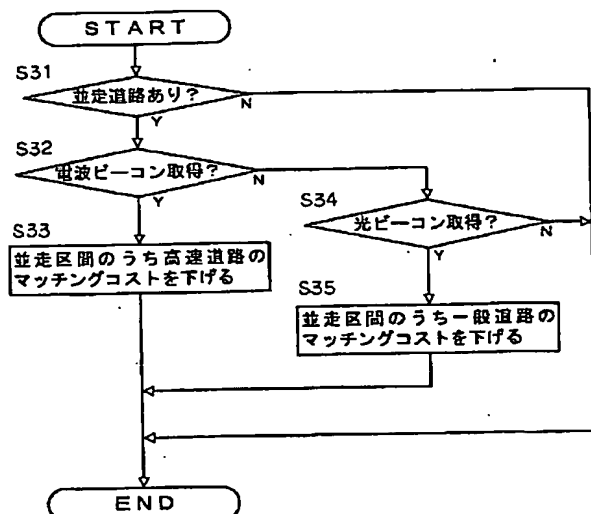 START
S31
並走道路あり?
N
Y
S32
電波ビーコン取得?
N
Y
S34
光ビーコン取得?
N
Y
S33
並走区間のうち高速道路の
マッチングコストを下げる
S35
並走区間のうち一般道路の
マッチングコストを下げる
END